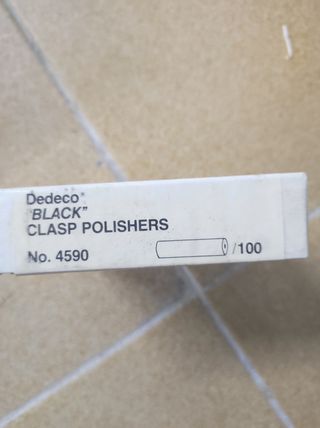 Dedeco®
"BLACK"
CLASP POLISHERS
No. 4590 /100